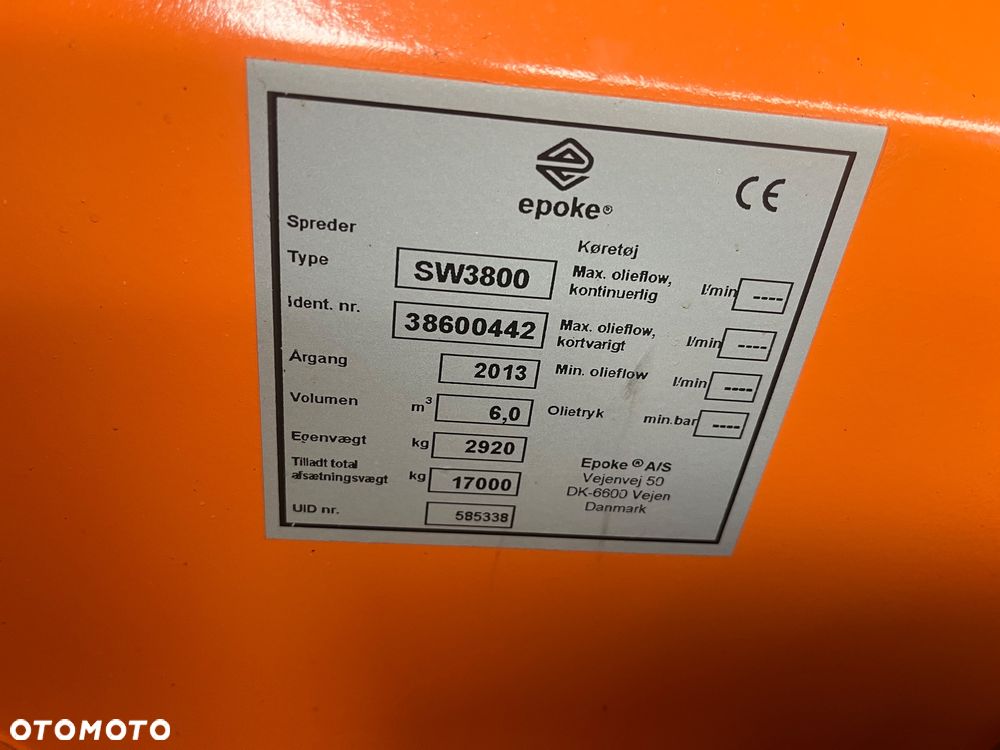 epoke®
CE
Spreder
Type SW3800
Ident. nr. 38600442
Årgang 2013
Volumen m³ 6,0
Egenvægt kg 2920
Tilladt total
afsætningsvægt kg 17000
UID nr. 585338
Køretøj
Max. olieflow,
kontinuerlig l/min ----
Max. olieflow,
kortvarigt l/min ----
Min. olieflow l/min ----
Olietryk min.bar ----
Epoke® A/S
Vejenvej 50
DK-6600 Vejen
Danmark
OTOMOTO